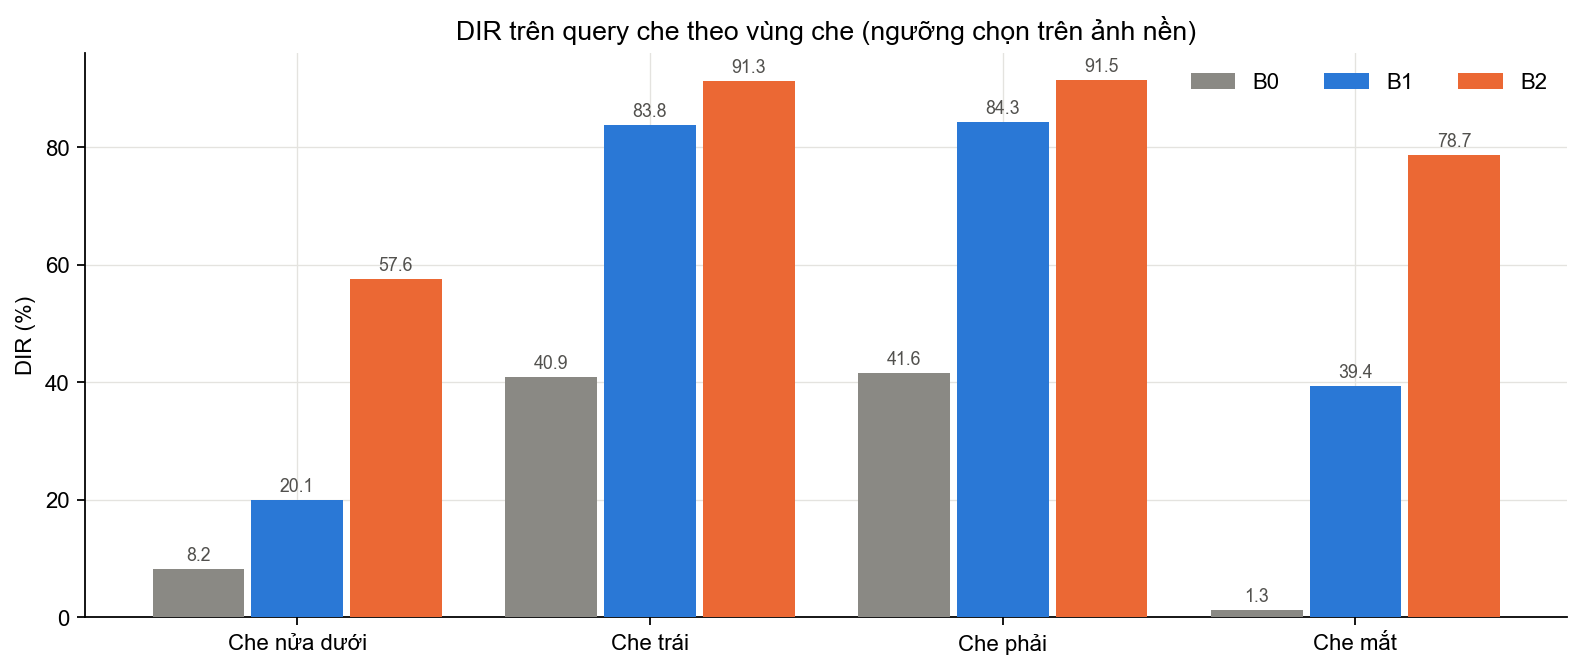 DIR trên query che theo vùng che (ngưỡng chọn trên ảnh nền)
B0 B1 B2
DIR (%)
80
60
40
20
0
8.2 20.1 57.6
40.9 83.8 91.3
41.6 84.3 91.5
1.3 39.4 78.7
Che nửa dưới Che trái Che phải Che mắt